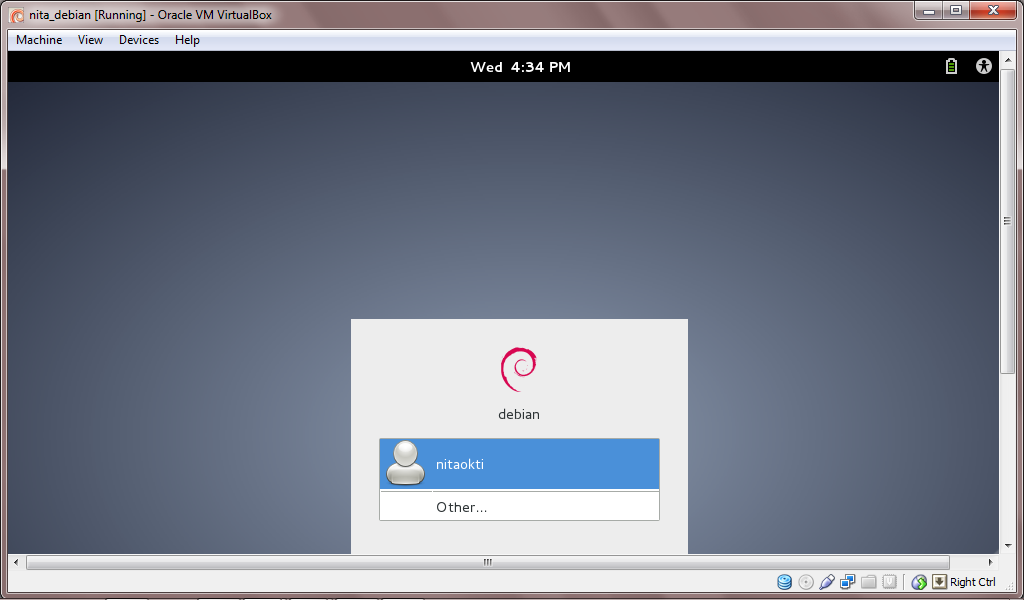 nita_debian [Running] - Oracle VM VirtualBox
Machine View Devices Help
Wed 4:34 PM
debian
nitaokti
Other...
Right Ctrl